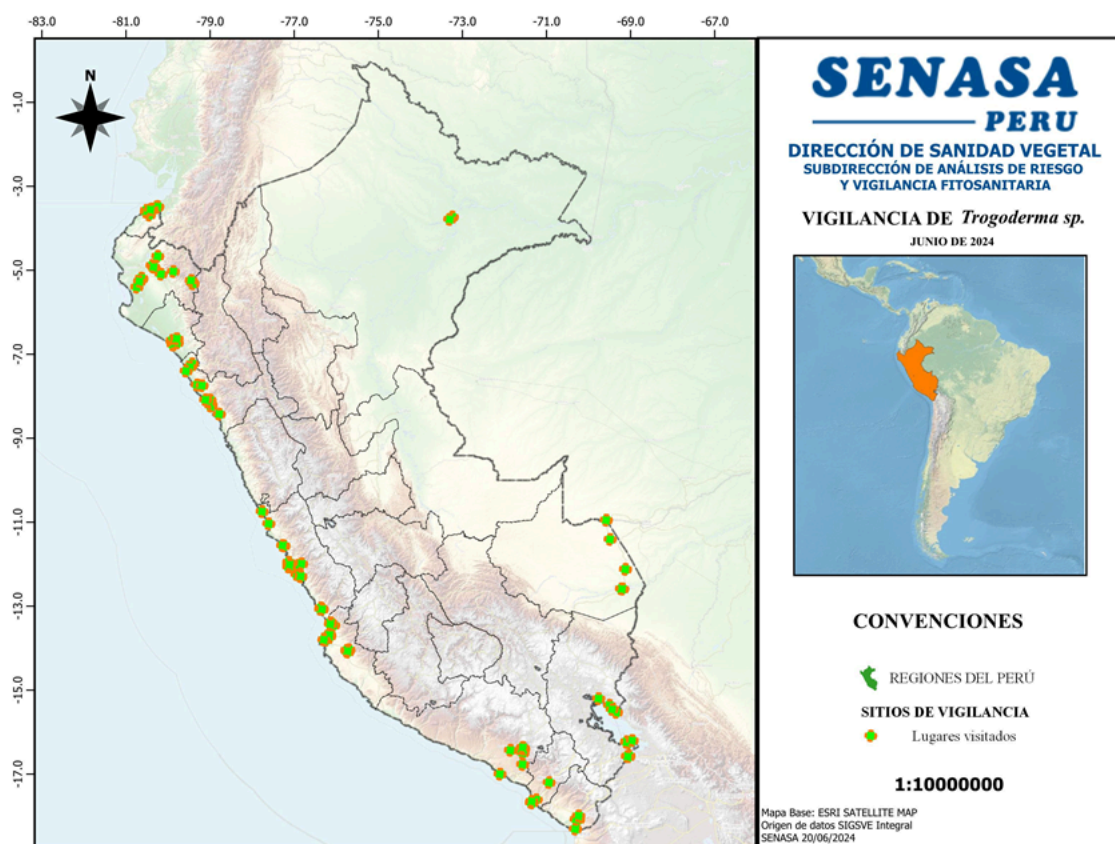 -83.0 -81.0 -79.0 -77.0 -75.0 -73.0 -71.0 -69.0 -67.0
N
-1.0
-3.0
-5.0
-7.0
-9.0
-11.0
-13.0
-15.0
-17.0
SENASA
PERU
DIRECCIÓN DE SANIDAD VEGETAL
SUBDIRECCIÓN DE ANÁLISIS DE RIESGO
Y VIGILANCIA FITOSANITARIA
VIGILANCIA DE Trogoderma sp.
JUNIO DE 2024
CONVENCIONES
REGIONES DEL PERÚ
SITIOS DE VIGILANCIA
Lugares visitados
1:10000000
Mapa Base: ESRI SATELLITE MAP
Origen de datos SIGSVE Integral
SENASA 20/06/2024